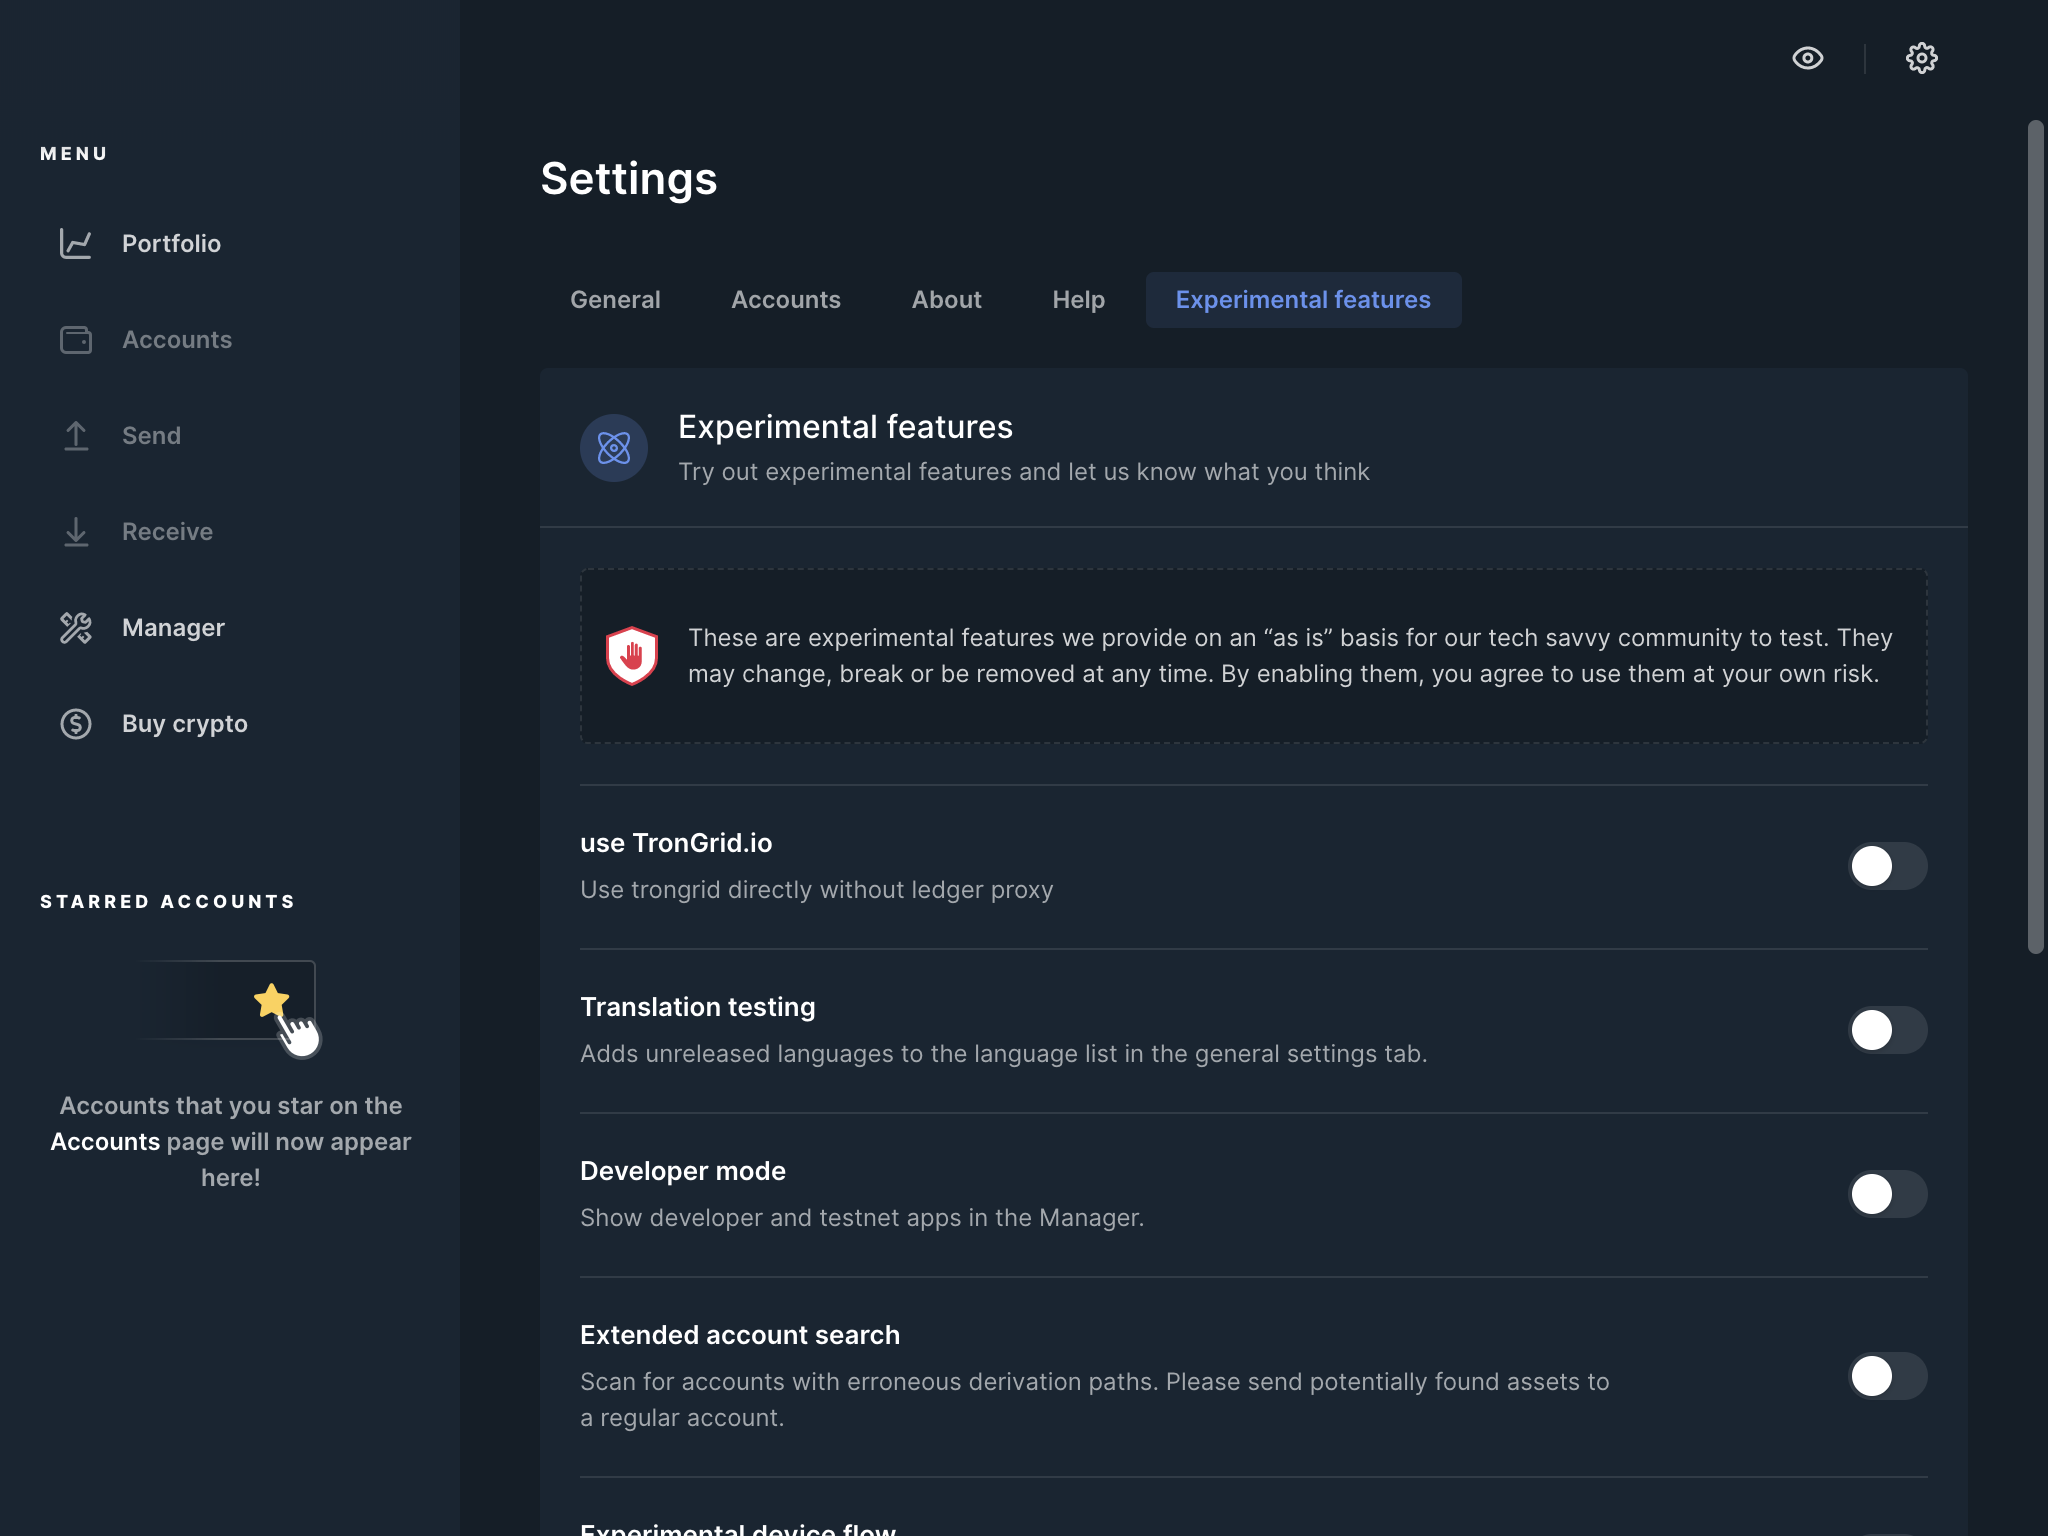 MENU
Portfolio
Accounts
Send
Receive
Manager
Buy crypto
STARRED ACCOUNTS
Accounts that you star on the
Accounts page will now appear
here!
Settings
General
Accounts
About
Help
Experimental features
Experimental features
Try out experimental features and let us know what you think
These are experimental features we provide on an “as is” basis for our tech savvy community to test. They
may change, break or be removed at any time. By enabling them, you agree to use them at your own risk.
use TronGrid.io
Use trongrid directly without ledger proxy
Translation testing
Adds unreleased languages to the language list in the general settings tab.
Developer mode
Show developer and testnet apps in the Manager.
Extended account search
Scan for accounts with erroneous derivation paths. Please send potentially found assets to
a regular account.
Experimental device flow